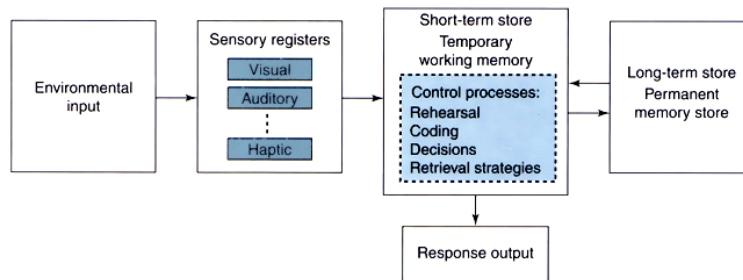 Environmental
input
Sensory registers
Visual
Auditory
Haptic
Short-term store
Temporary
working memory
Control processes:
Rehearsal
Coding
Decisions
Retrieval strategies
Long-term store
Permanent
memory store
Response output